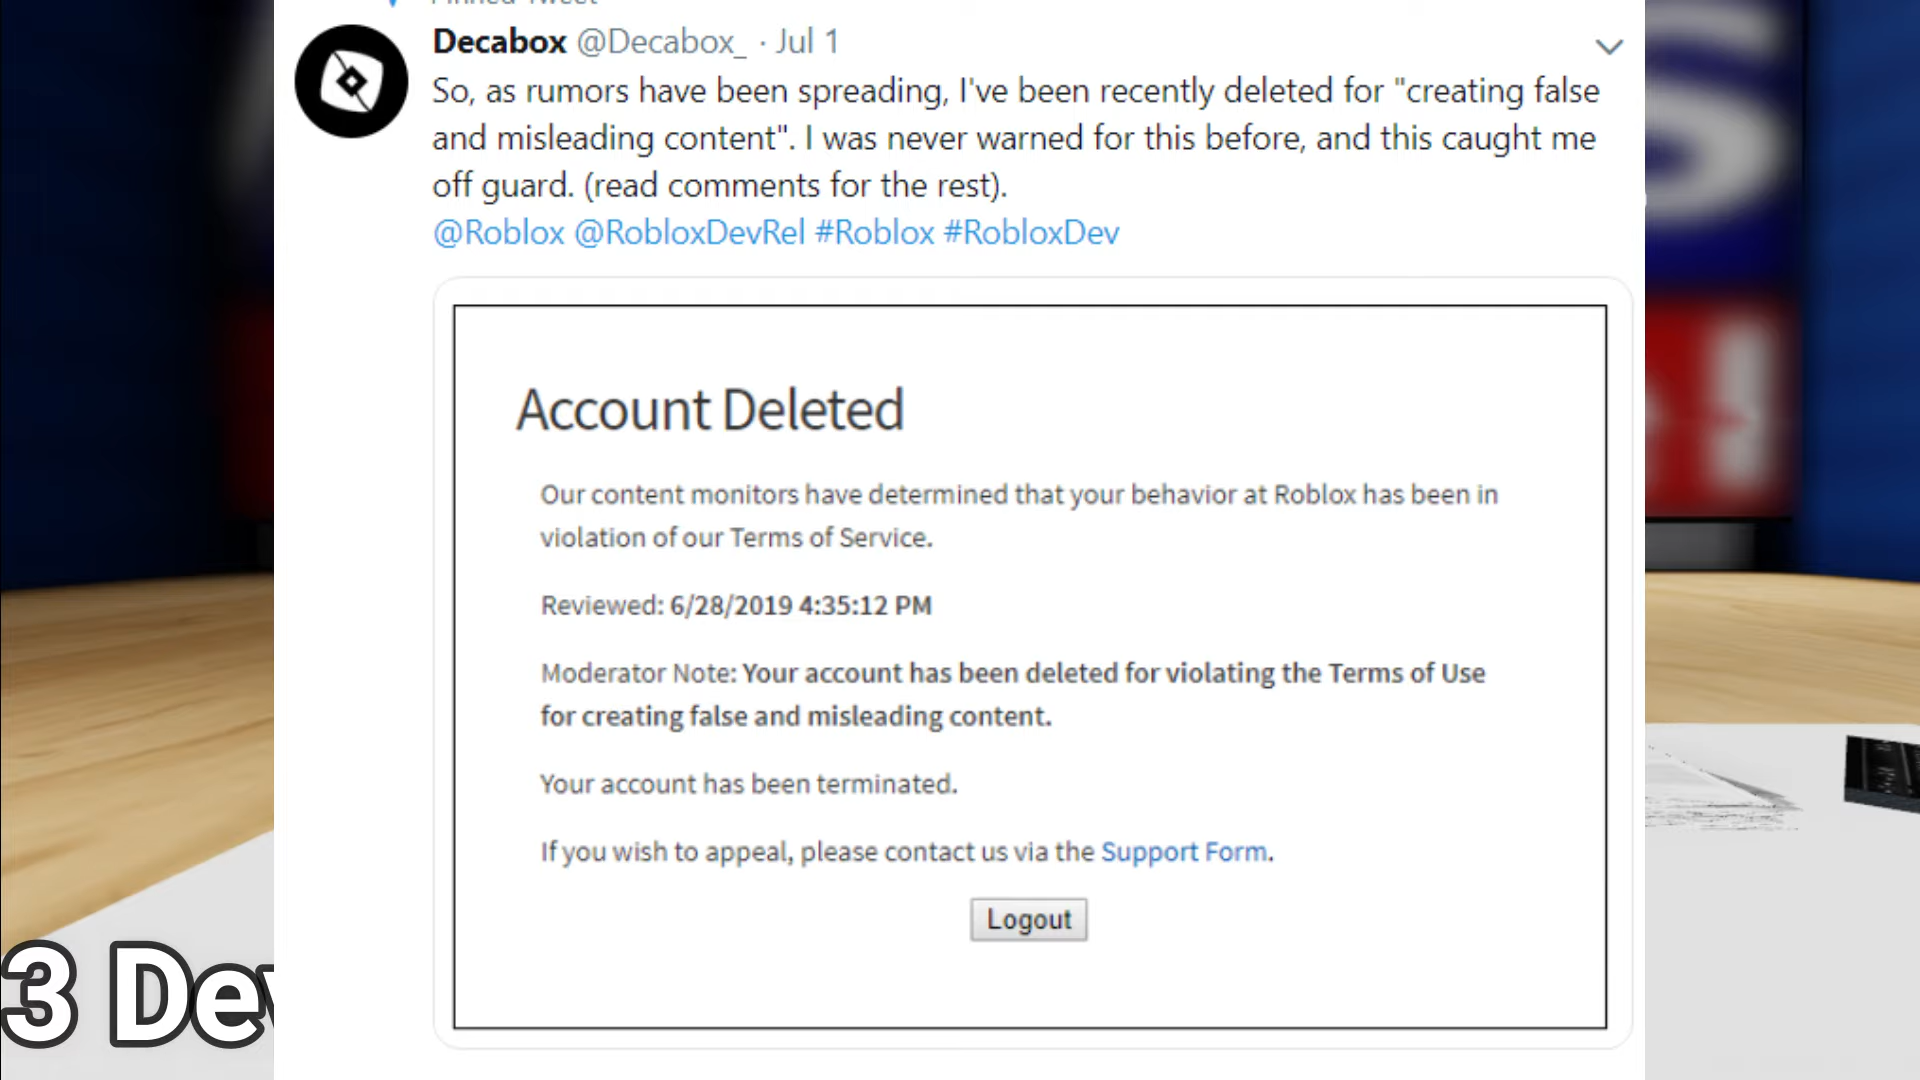 Pinned Tweet
Decabox @Decabox_ · Jul 1
So, as rumors have been spreading, I've been recently deleted for "creating false
and misleading content". I was never warned for this before, and this caught me
off guard. (read comments for the rest).
@Roblox @RobloxDevRel #Roblox #RobloxDev
Account Deleted
Our content monitors have determined that your behavior at Roblox has been in
violation of our Terms of Service.
Reviewed: 6/28/2019 4:35:12 PM
Moderator Note: Your account has been deleted for violating the Terms of Use
for creating false and misleading content.
Your account has been terminated.
If you wish to appeal, please contact us via the Support Form.
Logout
3 Dev